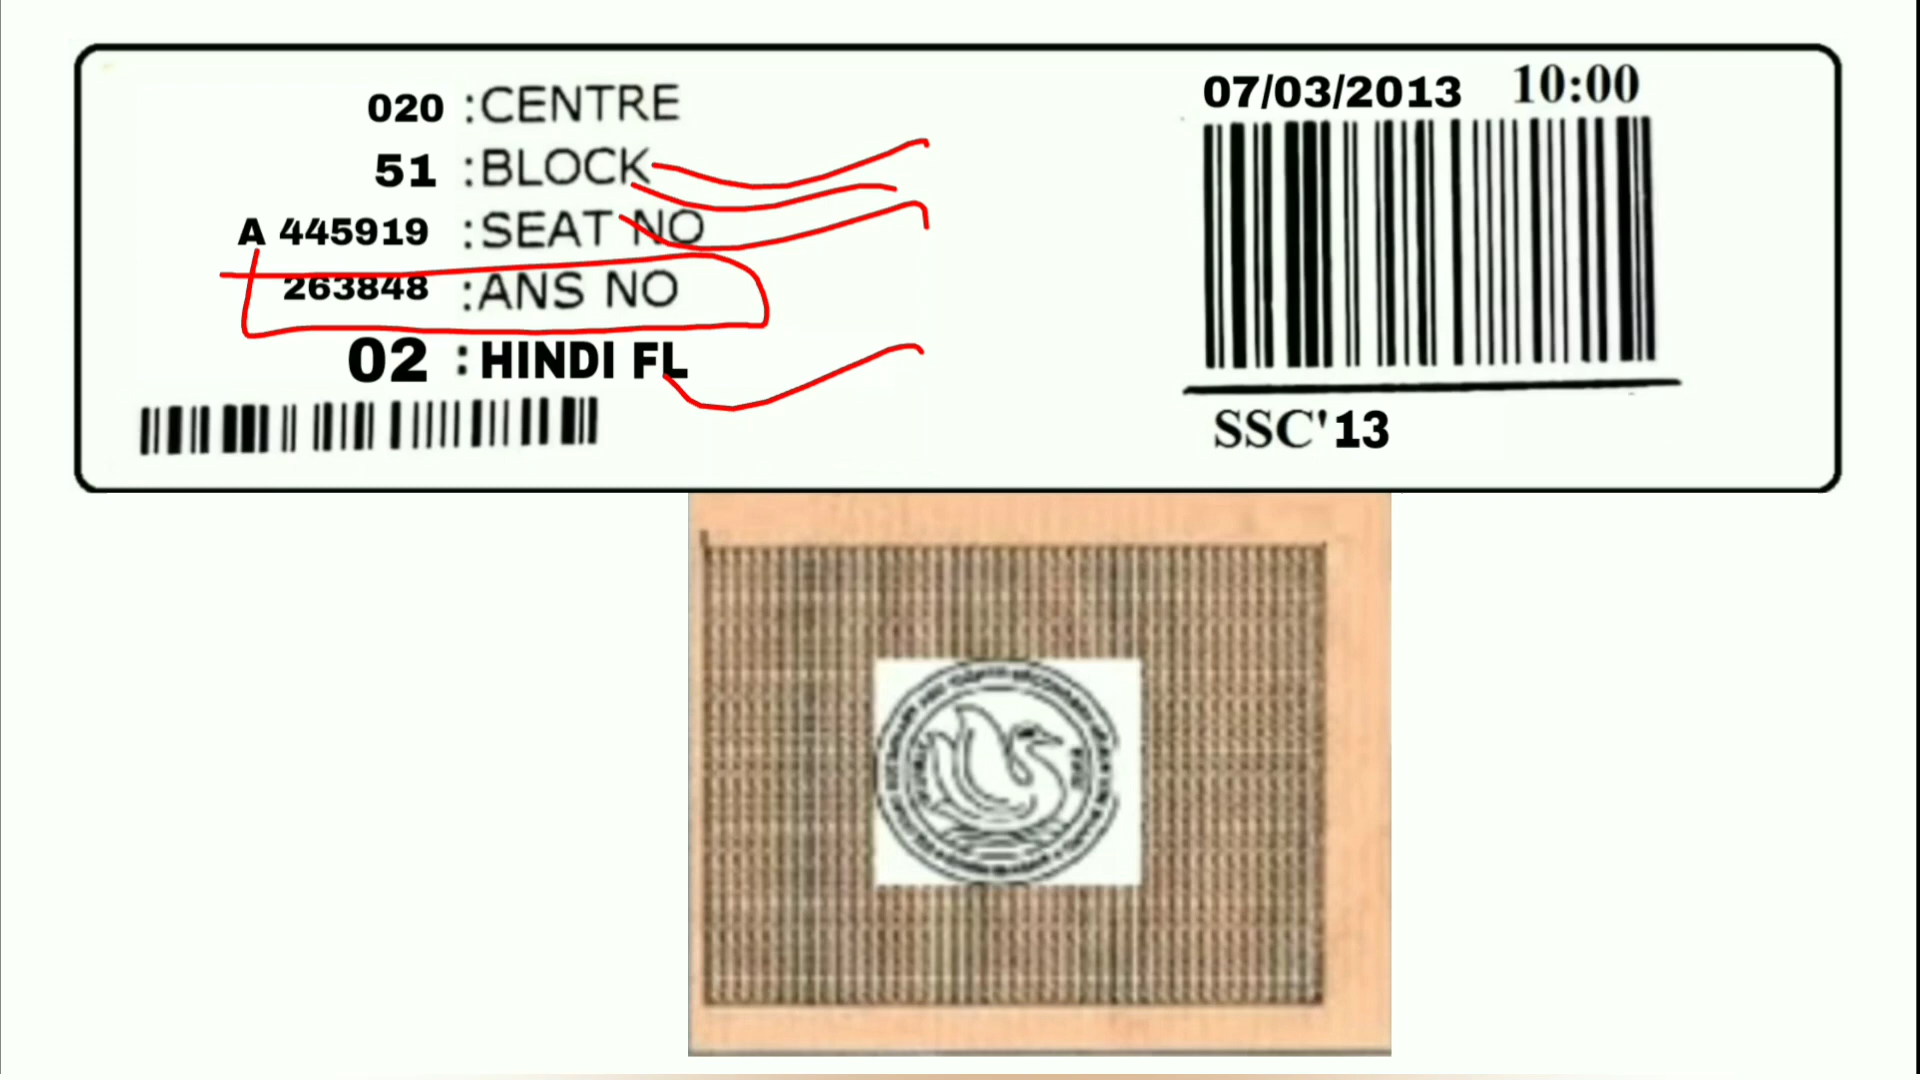 020 :CENTRE
51 :BLOCK
A 445919 :SEAT NO
263848 :ANS NO
02 :HINDI FL
07/03/2013 10:00
SSC'13